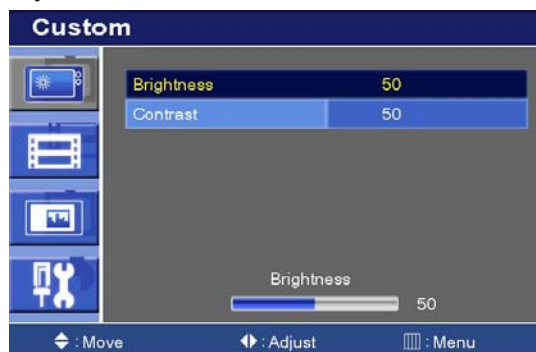 Custom
Brightness 50
Contrast 50
Brightness
50
: Move : Adjust : Menu